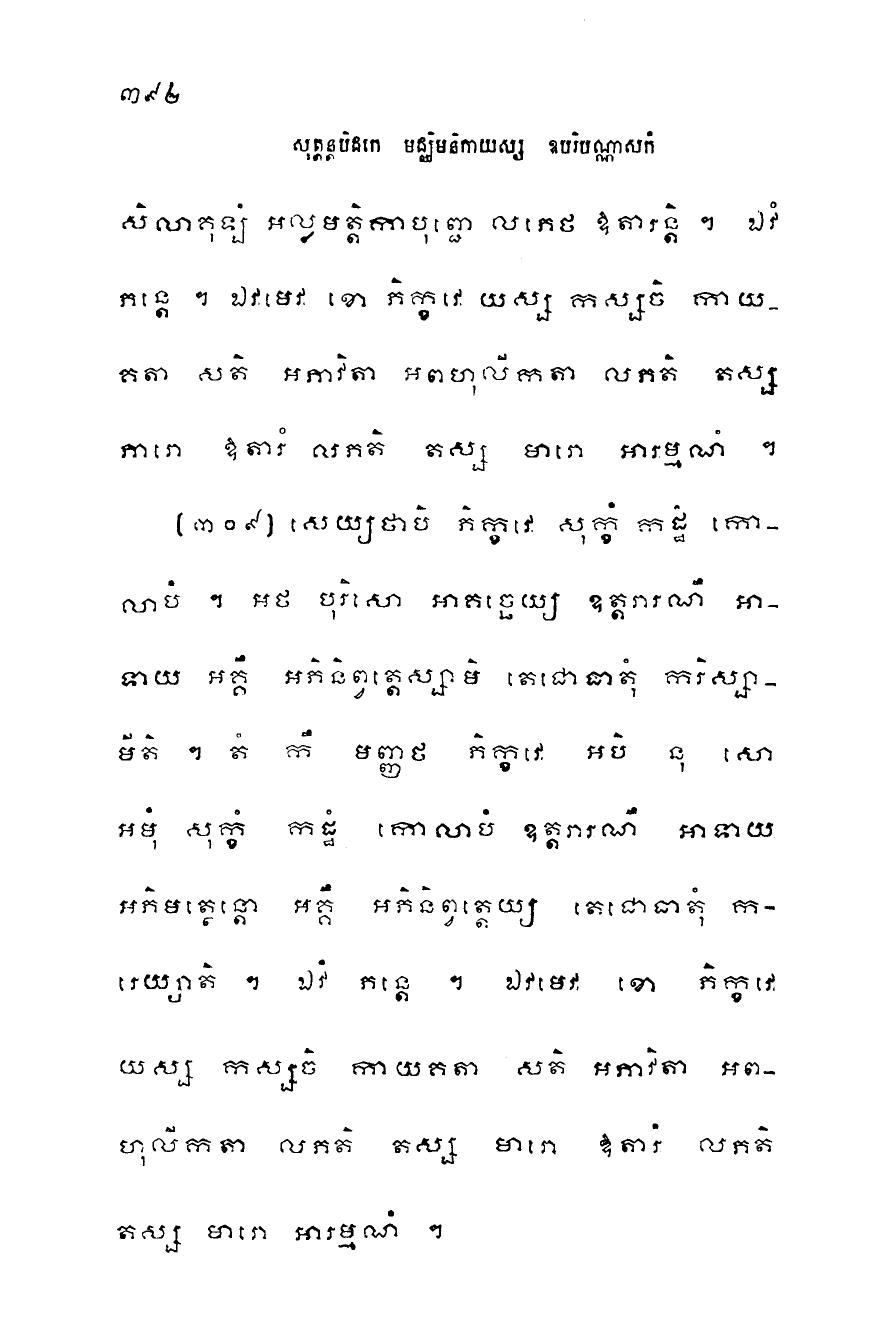 ៣៩៤
សុត្តន្តបិដកេ មជ្ឈិមនិកាយស្ស ឧបរិបណ្ណាសកំ
សិលាគុឡំ អល្លមត្តិកាបុញ្ជេ លភេថ ឱតារន្តិ ។ ឯវំ
ភន្តេ ។ ឯវមេវ ខោ ភិក្ខវេ យស្ស កស្សចិ កាយ-
គតា សតិ អភាវិតា អពហុលីកតា លភតិ តស្ស
មារោ ឱតារំ លភតិ តស្ស មារោ អារម្មណំ ។
(៣០៩) សេយ្យថាបិ ភិក្ខវេ សុក្ខំ កដ្ឋំ កោ-
លាបំ ។ អថ បុរិសោ អាគច្ឆេយ្យ ឧត្តរារណឹ អា-
ទាយ អគ្គឹ អភិនិព្វត្តេស្សាមិ តេជោធាតុំ ករិស្សា-
មីតិ ។ តំ កឹ មញ្ញថ ភិក្ខវេ អបិ នុ សោ
អមុំ សុក្ខំ កដ្ឋំ កោលាបំ ឧត្តរារណឹ អាទាយ
អភិមត្ថេន្តោ អគ្គឹ អភិនិព្វត្តេយ្យ តេជោធាតុំ ក-
រេយ្យាតិ ។ ឯវំ ភន្តេ ។ ឯវមេវ ខោ ភិក្ខវេ
យស្ស កស្សចិ កាយគតា សតិ អភាវិតា អព-
ហុលីកតា លភតិ តស្ស មារោ ឱតារំ លភតិ
តស្ស មារោ អារម្មណំ ។